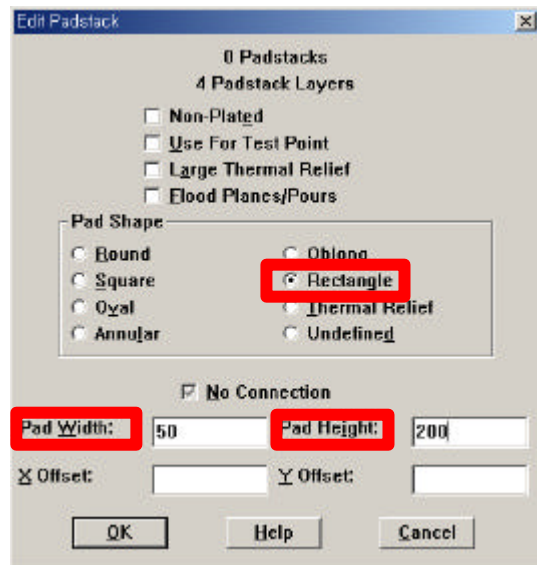 Edit Padstack
0 Padstacks
4 Padstack Layers
Non-Plated
Use For Test Point
Large Thermal Relief
Flood Planes/Pours
Pad Shape
Round
Oblong
Square
Rectangle
Oval
Thermal Relief
Annular
Undefined
No Connection
Pad Width: 50 Pad Height: 200
X Offset: Y Offset:
OK Help Cancel